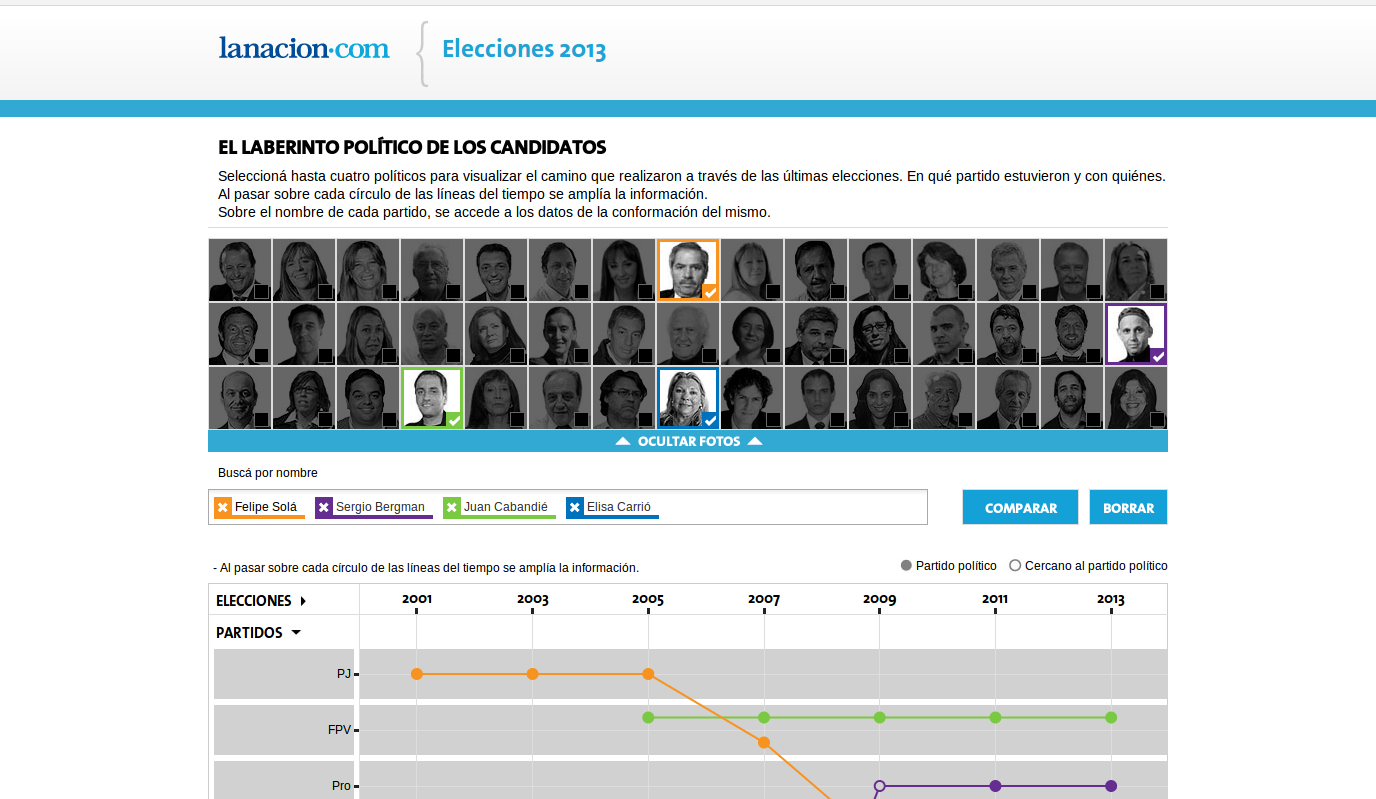 lanacion·com
Elecciones 2013
EL LABERINTO POLÍTICO DE LOS CANDIDATOS
Seleccioná hasta cuatro políticos para visualizar el camino que realizaron a través de las últimas elecciones. En qué partido estuvieron y con quiénes.
Al pasar sobre cada círculo de las líneas del tiempo se amplía la información.
Sobre el nombre de cada partido, se accede a los datos de la conformación del mismo.
OCULTAR FOTOS
Buscá por nombre
Felipe Solá Sergio Bergman Juan Cabandié Elisa Carrió
COMPARAR BORRAR
- Al pasar sobre cada círculo de las líneas del tiempo se amplía la información.
Partido político Cercano al partido político
ELECCIONES 2001 2003 2005 2007 2009 2011 2013
PARTIDOS
PJ
FPV
Pro